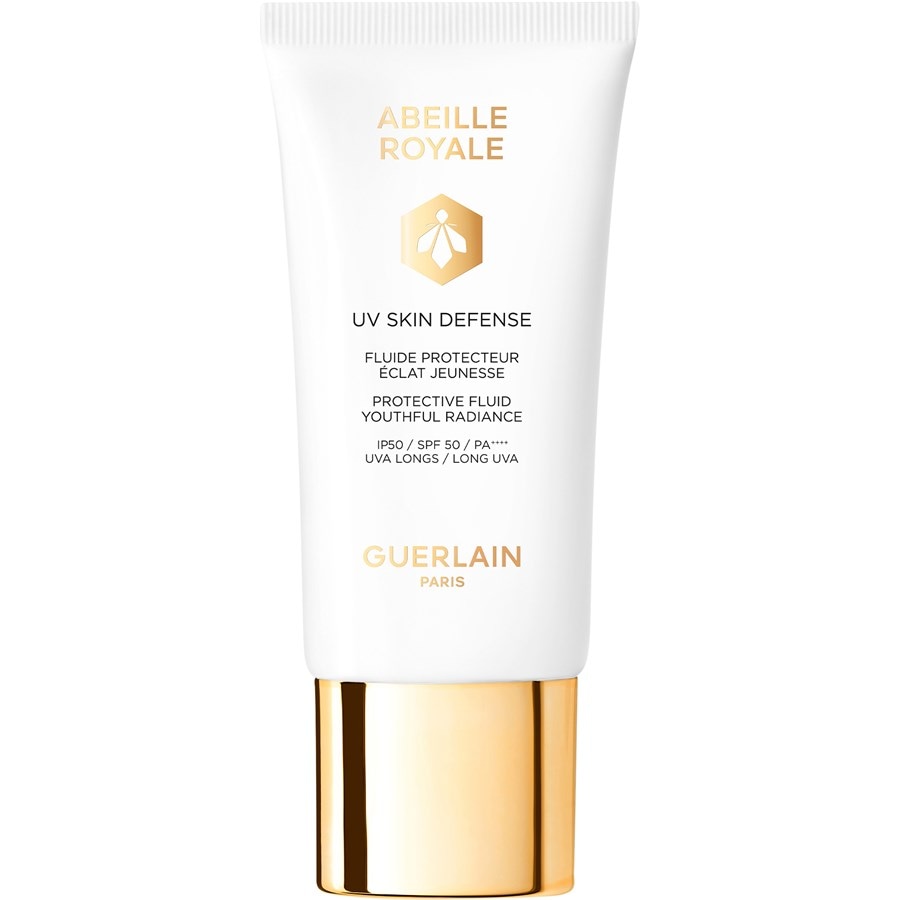 ABEILLE
ROYALE
UV SKIN DEFENSE
FLUIDE PROTECTEUR
ÉCLAT JEUNESSE
PROTECTIVE FLUID
YOUTHFUL RADIANCE
IP50 / SPF 50 / PA++++
UVA LONGS / LONG UVA
GUERLAIN
PARIS